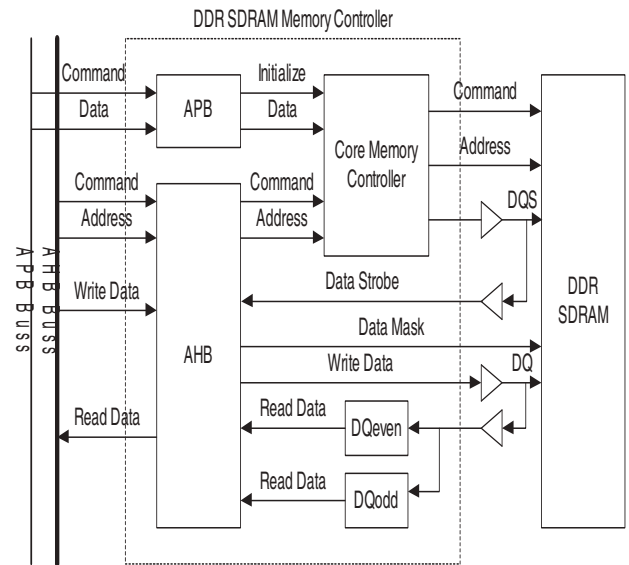 DDR SDRAM Memory Controller
Command
Initialize
Data
APB
Data
Command
Core Memory
Controller
Address
Command
Command
Address
Address
DQS
APB Buss
AHB Buss
Data Strobe
DDR
SDRAM
Write Data
Data Mask
AHB
Write Data
DQ
Read Data
Read Data
DQeven
Read Data
DQodd